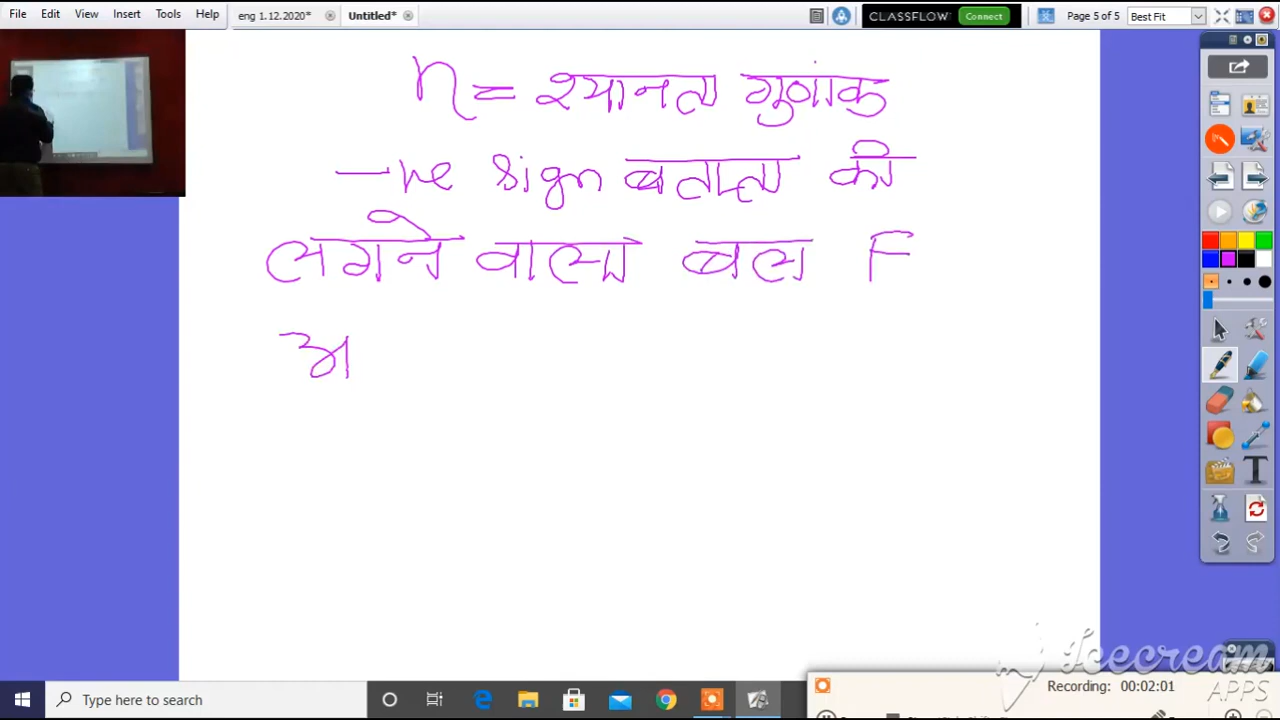 File Edit View Insert Tools Help eng 1.12.2020* Untitled* CLASSFLOW Connect Page 5 of 5 Best Fit
η = श्यानता गुणांक
-ve sign बताता की
लगने वाला बल F
अ
T
Icecream
APPS
Type here to search
Recording: 00:02:01